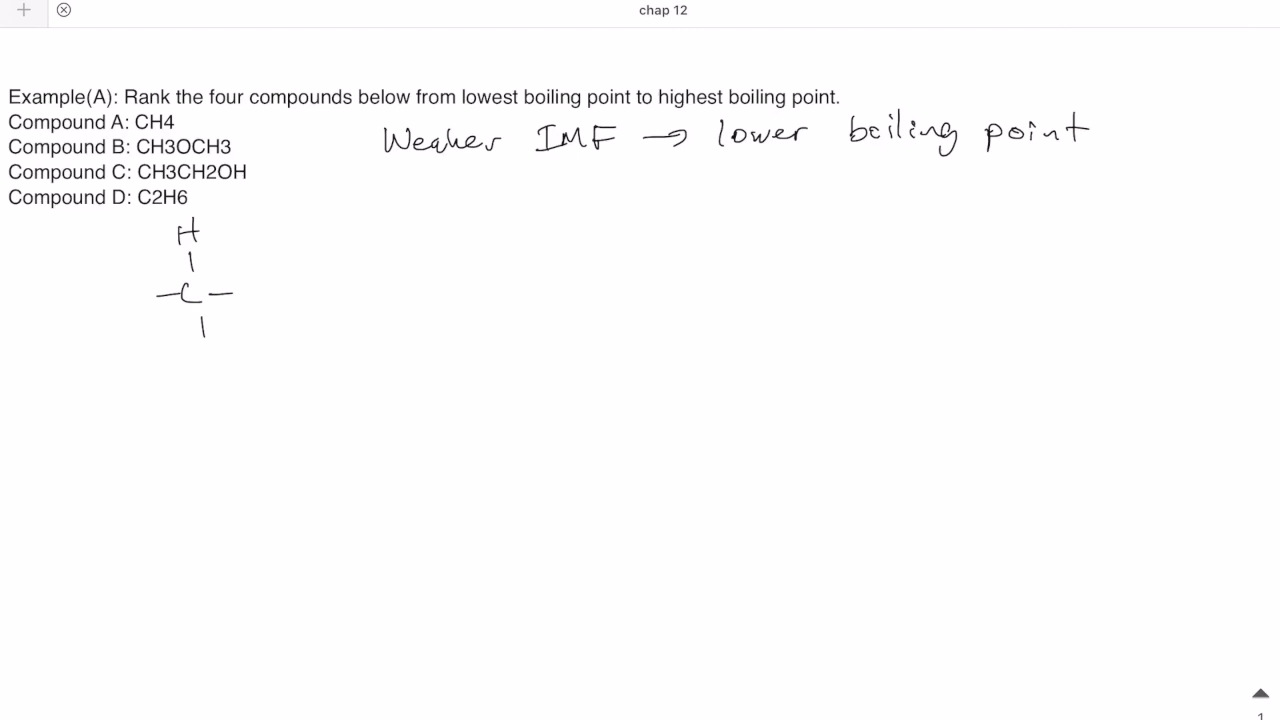 chap 12
Example(A): Rank the four compounds below from lowest boiling point to highest boiling point.
Compound A: CH4
Weaker IMF → lower boiling point
Compound B: CH3OCH3
Compound C: CH3CH2OH
Compound D: C2H6
H
|
-C-
|
1